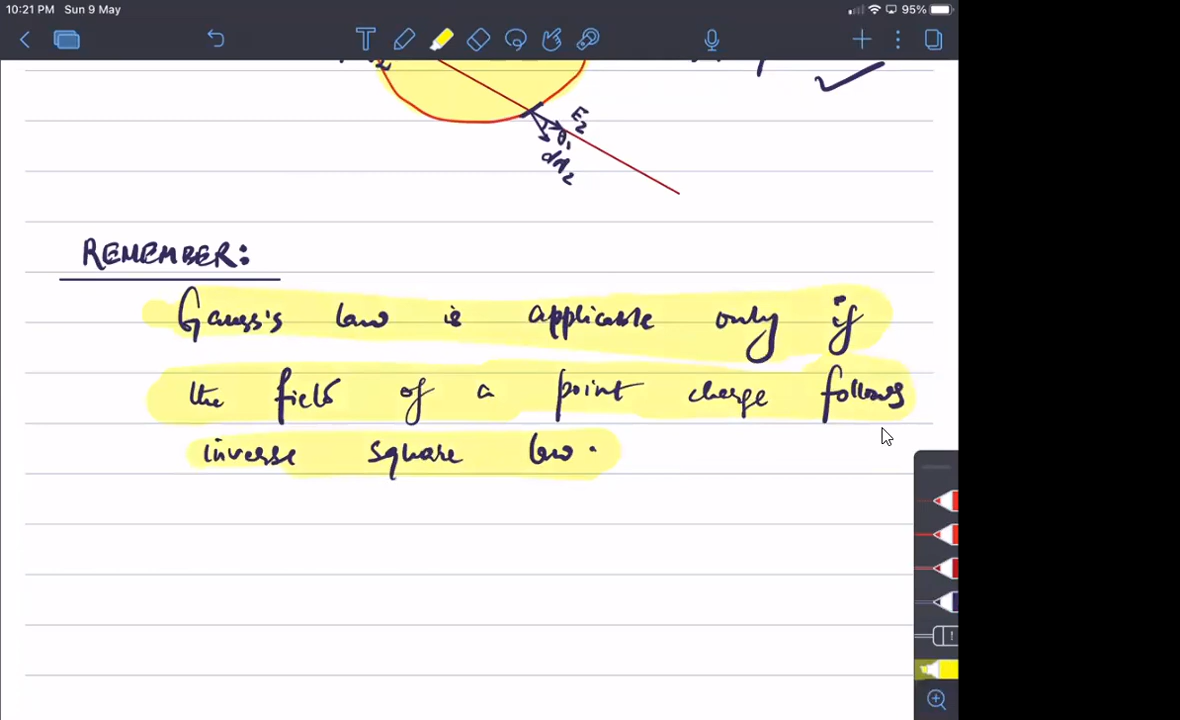 10:21 PM Sun 9 May
95%
E2
θ1
dA2
REMEMBER:
Gauss's law is applicable only if
the field of a point charge follows
inverse square law.